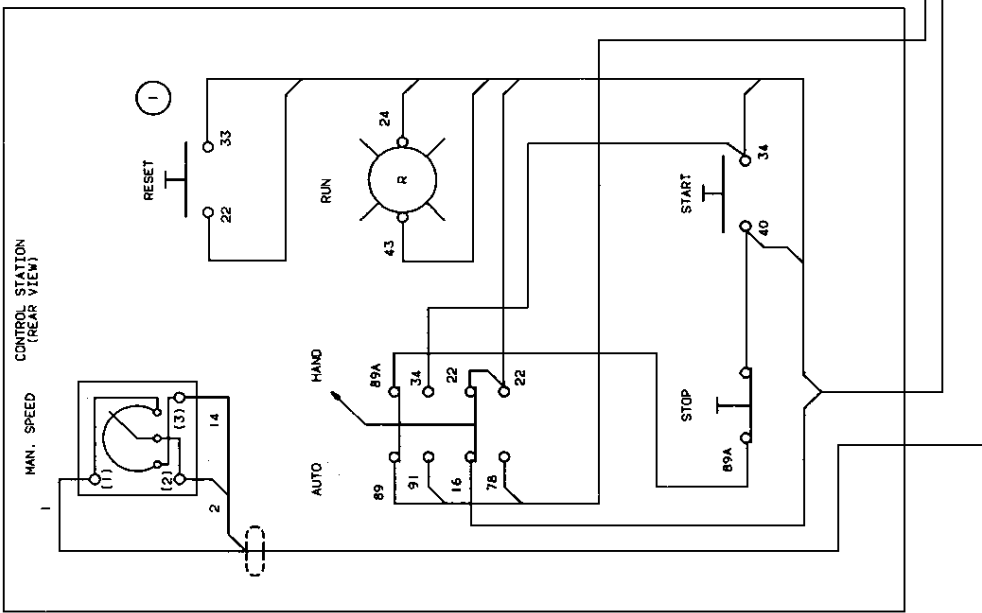 CONTROL STATION
(REAR VIEW)
MAN. SPEED
1
(1)
(2)
(3)
2
14
AUTO
HAND
89
89A
91
34
16
22
78
22
RESET
1
22
33
RUN
R
43
24
STOP
89A
START
40
34